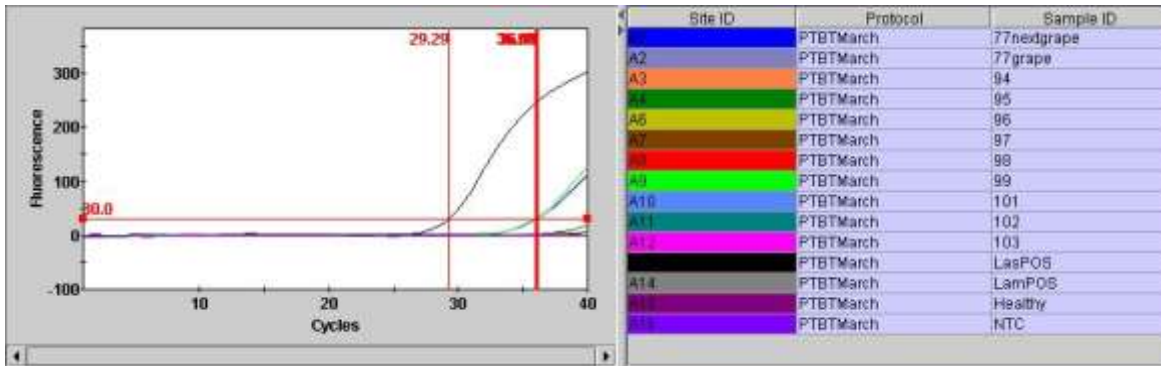 29.29
300
200
100
30.0
0
-100
10 20 30 40
Fluorescence
Cycles
Site ID Protocol Sample ID
PTBTMarch 77nextgrape
A2 PTBTMarch 77grape
A3 PTBTMarch 94
A4 PTBTMarch 95
A6 PTBTMarch 96
A7 PTBTMarch 97
A8 PTBTMarch 98
A9 PTBTMarch 99
A10 PTBTMarch 101
A11 PTBTMarch 102
A12 PTBTMarch 103
PTBTMarch LasPOS
A14 PTBTMarch LamPOS
PTBTMarch Healthy
PTBTMarch NTC